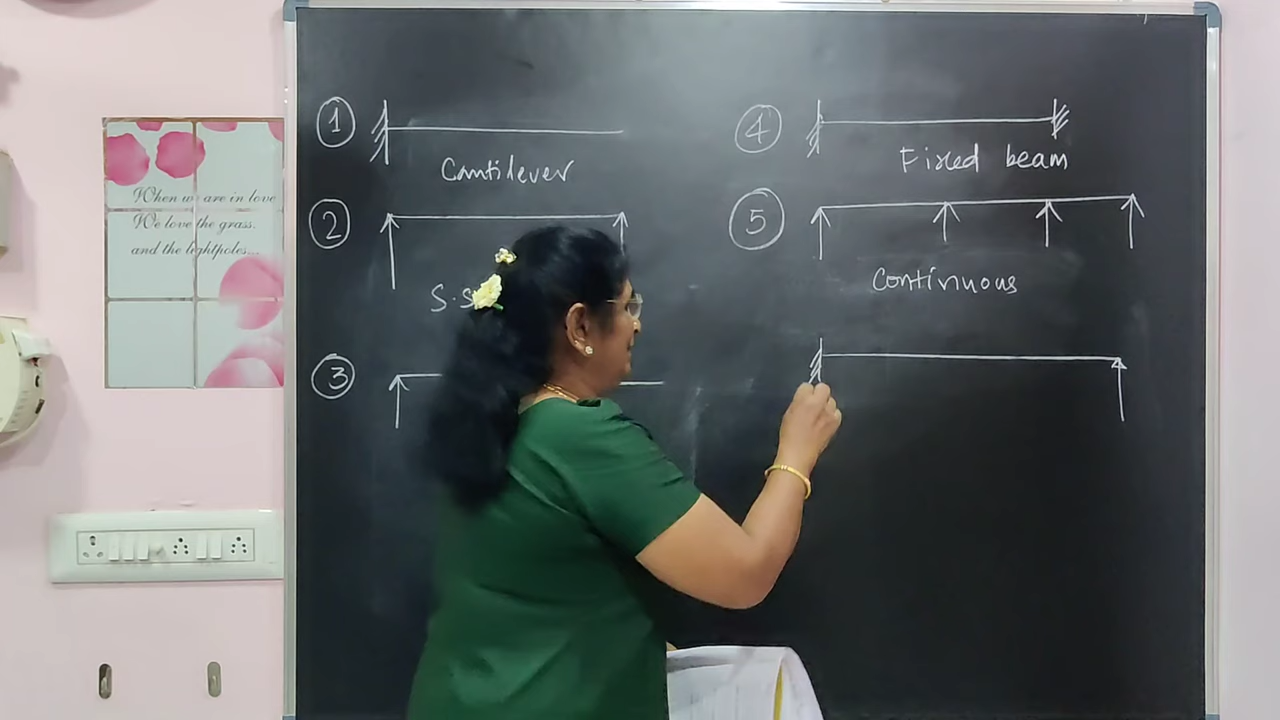 When we are in love
We love the grass,
and the lightpoles...
①
Cantilever
②
S.S
③
④
Fixed beam
⑤
Continuous